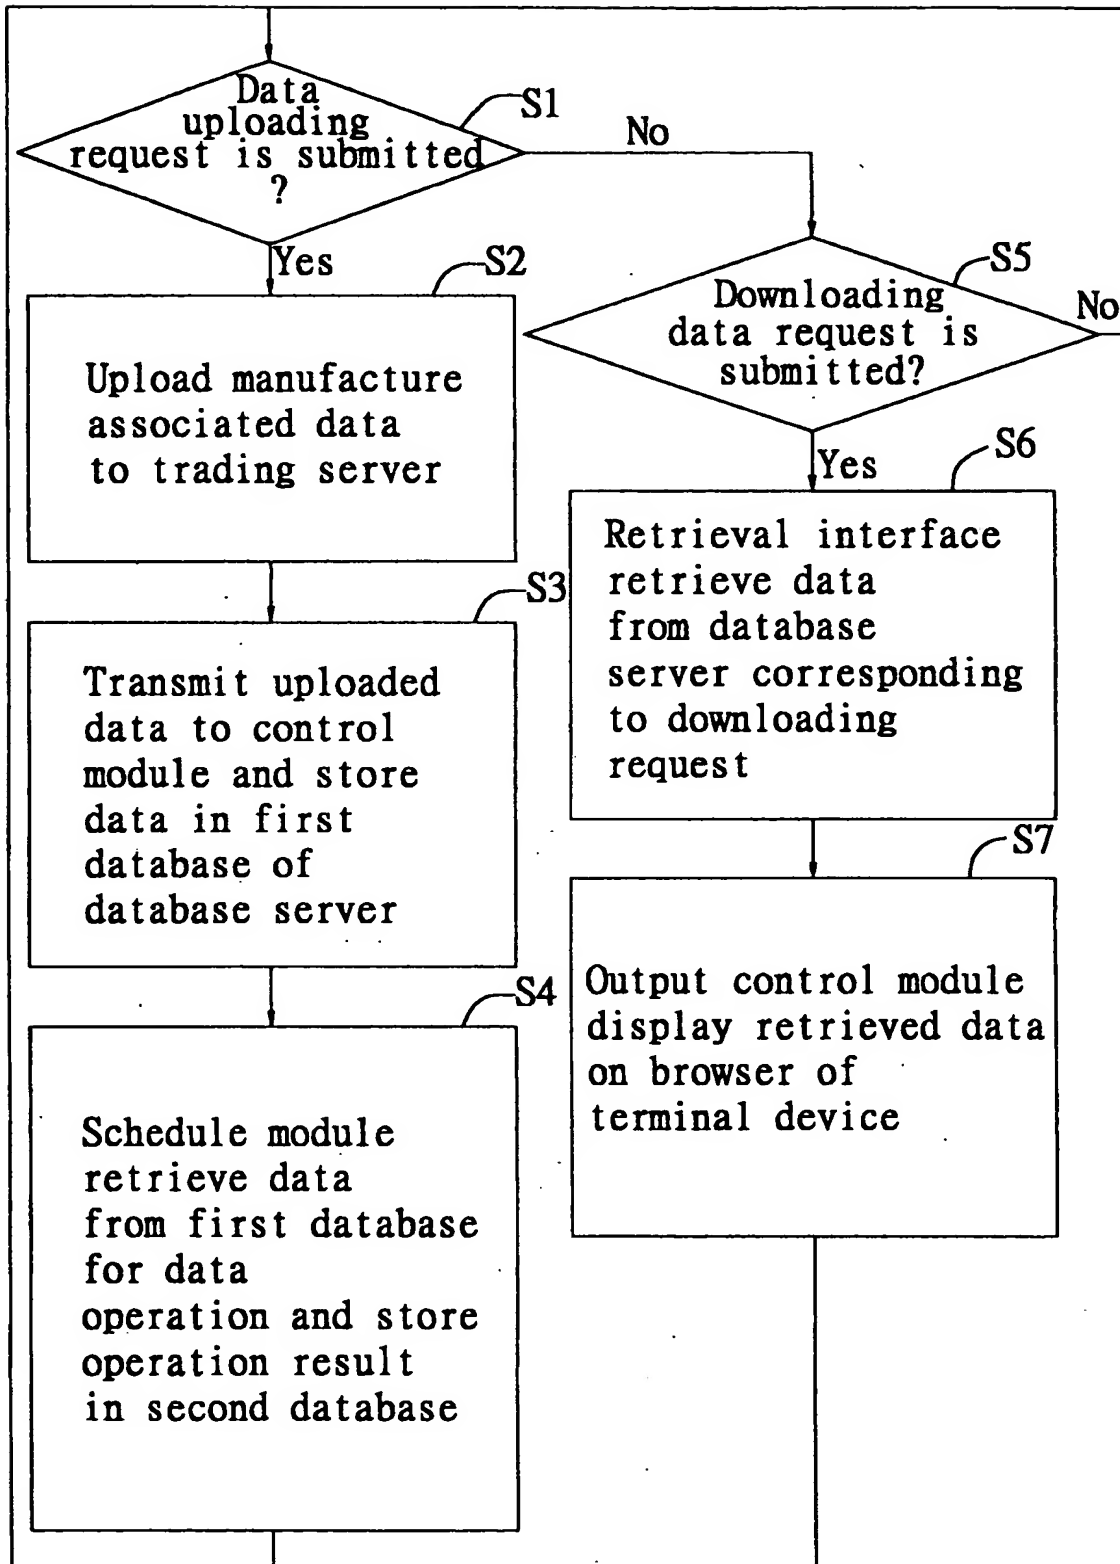 Data
uploading
request is submitted
?
S1
No
Yes
S2
Upload manufacture
associated data
to trading server
S3
Transmit uploaded
data to control
module and store
data in first
database of
database server
S4
Schedule module
retrieve data
from first database
for data
operation and store
operation result
in second database
S5
Downloading
data request is
submitted?
No
Yes
S6
Retrieval interface
retrieve data
from database
server corresponding
to downloading
request
S7
Output control module
display retrieved data
on browser of
terminal device